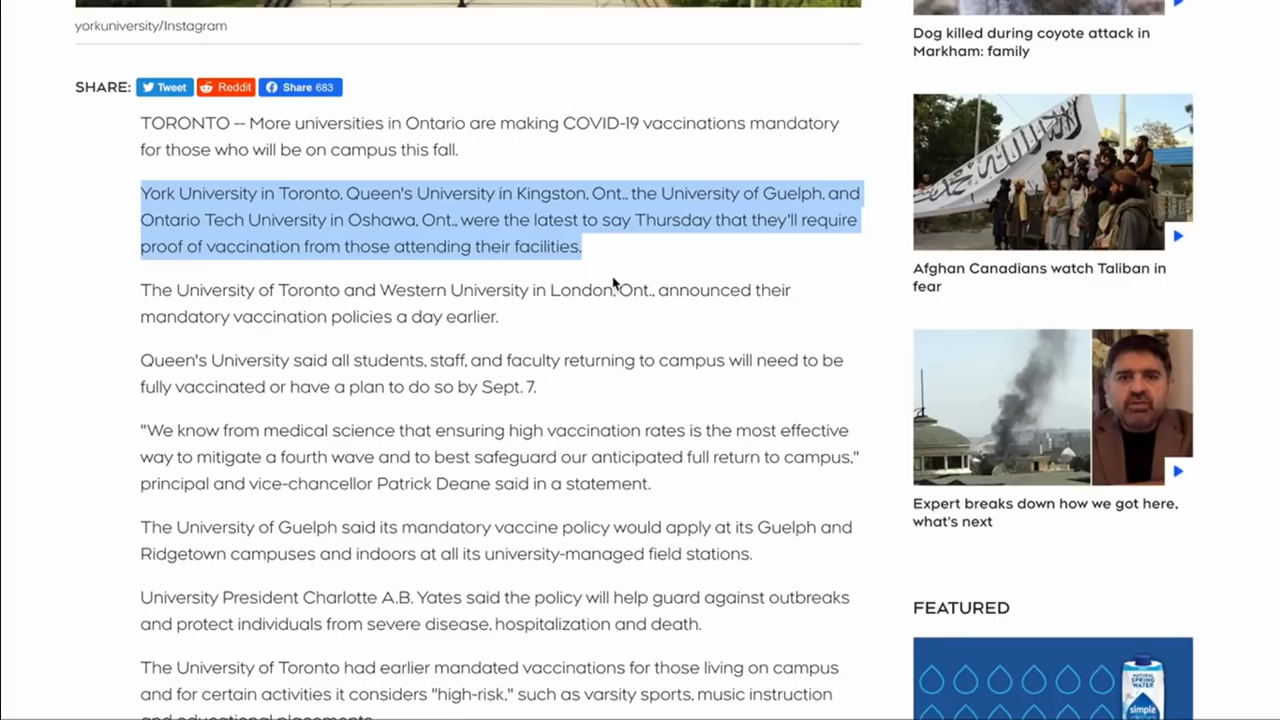 yorkuniversity/Instagram
SHARE:
Tweet
Reddit
Share 683
TORONTO -- More universities in Ontario are making COVID-19 vaccinations mandatory
for those who will be on campus this fall.
York University in Toronto, Queen's University in Kingston, Ont., the University of Guelph, and
Ontario Tech University in Oshawa, Ont., were the latest to say Thursday that they'll require
proof of vaccination from those attending their facilities.
The University of Toronto and Western University in London, Ont., announced their
mandatory vaccination policies a day earlier.
Queen's University said all students, staff, and faculty returning to campus will need to be
fully vaccinated or have a plan to do so by Sept. 7.
"We know from medical science that ensuring high vaccination rates is the most effective
way to mitigate a fourth wave and to best safeguard our anticipated full return to campus,"
principal and vice-chancellor Patrick Deane said in a statement.
The University of Guelph said its mandatory vaccine policy would apply at its Guelph and
Ridgetown campuses and indoors at all its university-managed field stations.
University President Charlotte A.B. Yates said the policy will help guard against outbreaks
and protect individuals from severe disease, hospitalization and death.
The University of Toronto had earlier mandated vaccinations for those living on campus
and for certain activities it considers "high-risk," such as varsity sports, music instruction
and educational placements.
Dog killed during coyote attack in
Markham: family
Afghan Canadians watch Taliban in
fear
Expert breaks down how we got here,
what's next
FEATURED
NATURAL
SPRING
WATER
simple